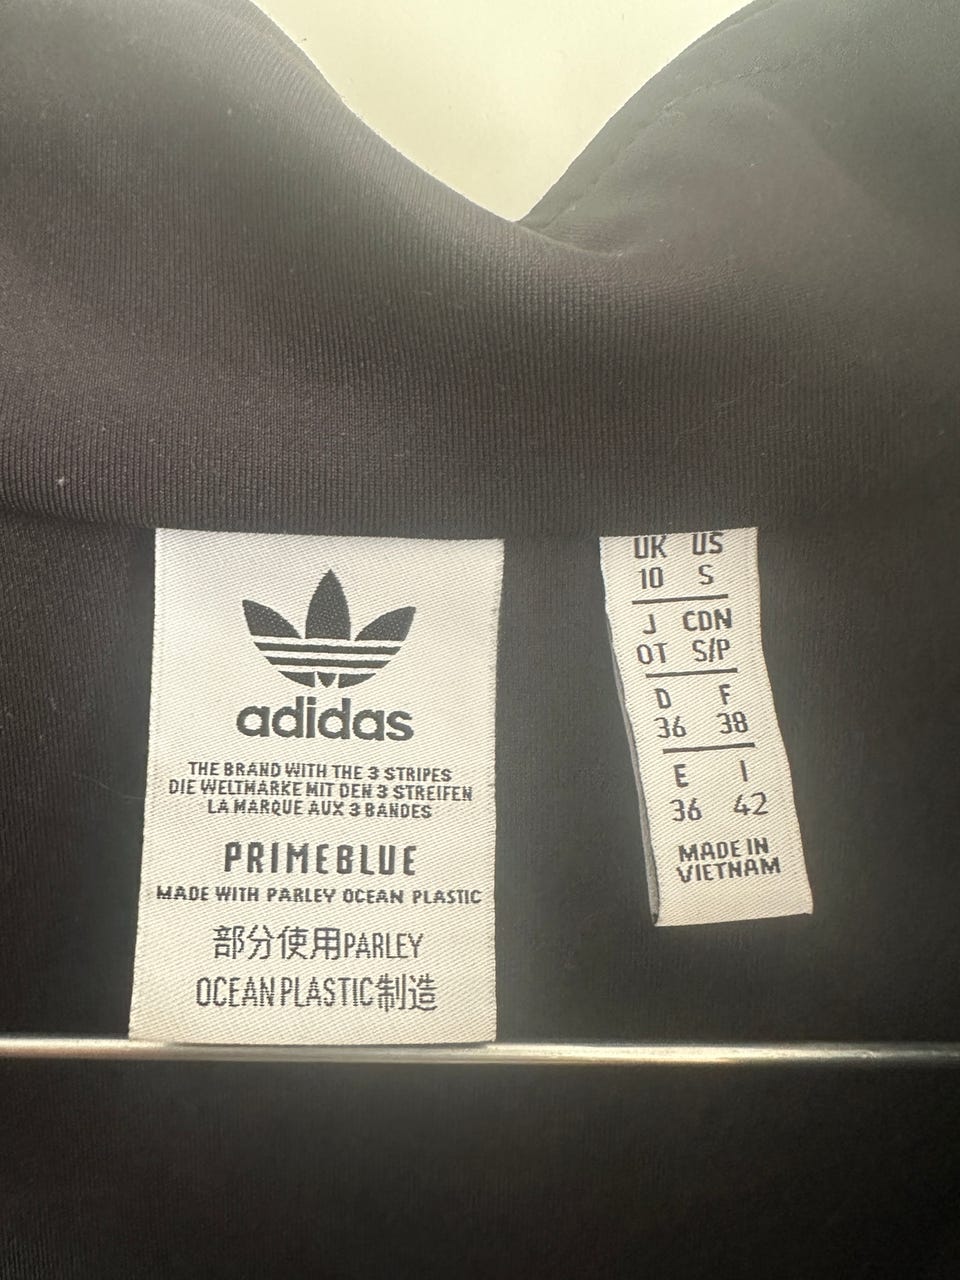 adidas
THE BRAND WITH THE 3 STRIPES
DIE WELTMARKE MIT DEN 3 STREIFEN
LA MARQUE AUX 3 BANDES
PRIMEBLUE
MADE WITH PARLEY OCEAN PLASTIC
部分使用PARLEY
OCEAN PLASTIC制造
UK US
10 S
J CDN
OT S/P
D F
36 38
E I
36 42
MADE IN
VIETNAM